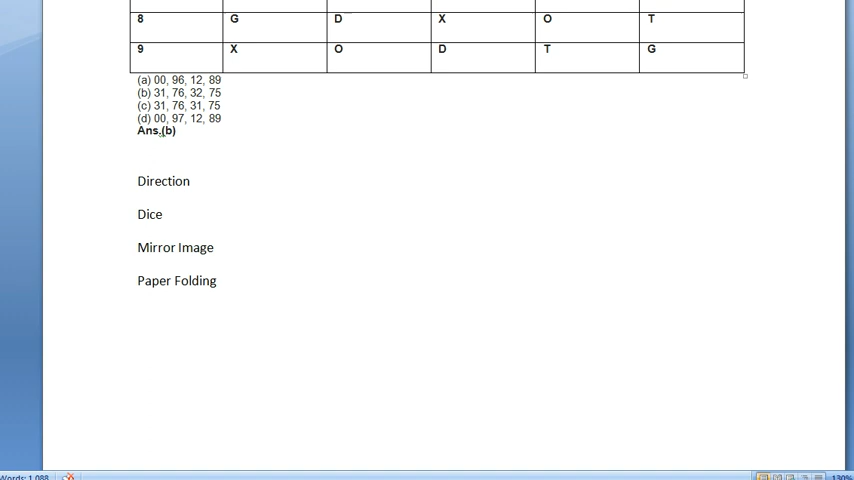 8 G D X O T
9 X O D T G
(a) 00, 96, 12, 89
(b) 31, 76, 32, 75
(c) 31, 76, 31, 75
(d) 00, 97, 12, 89
Ans.(b)
Direction
Dice
Mirror Image
Paper Folding
Words: 1,088 130%